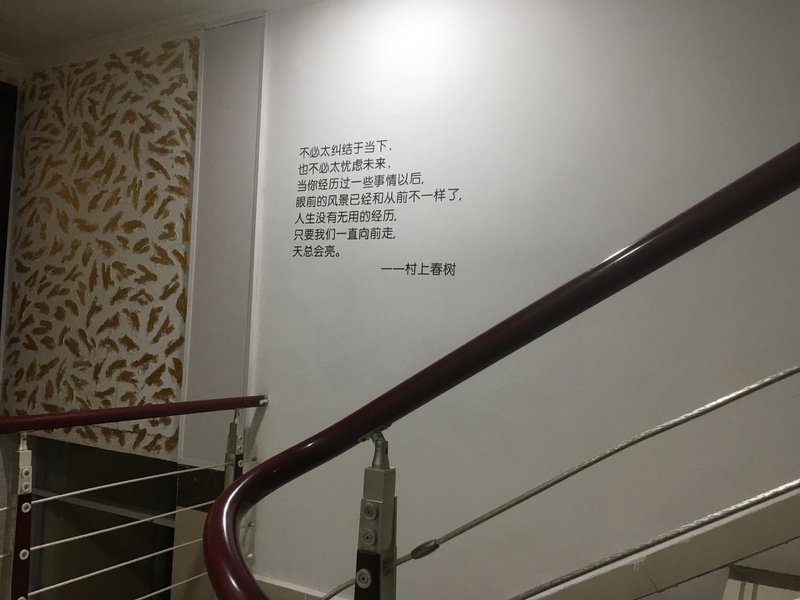 不必太纠结于当下，
也不必太忧虑未来，
当你经历过一些事情以后，
眼前的风景已经和从前不一样了，
人生没有无用的经历，
只要我们一直向前走，
天总会亮。
——村上春树